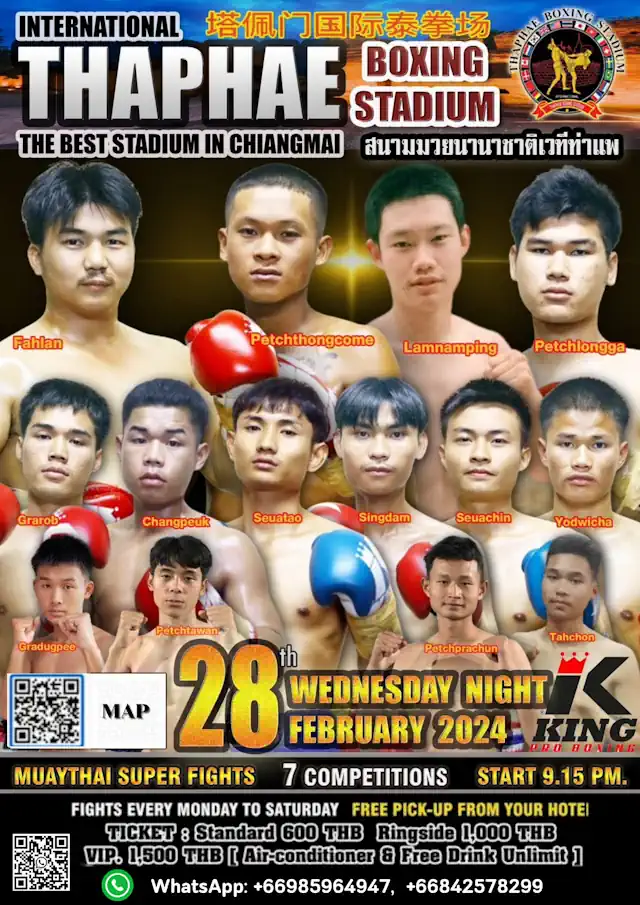 INTERNATIONAL 塔佩门国际泰拳场
THAPHAE BOXING STADIUM
THE BEST STADIUM IN CHIANGMAI สนามมวยนานาชาติเวทีท่าแพ
THAPHAE BOXING STADIUM
Fahlan
Petchthongcome
Lamnamping
Petchlongga
Grarob
Changpeuk
Seuatao
Singdam
Seuachin
Yodwicha
Gradugpee
Petchtawan
Petchprachun
Tahchon
MAP
28th WEDNESDAY NIGHT
FEBRUARY 2024
K
KING
PRO BOXING
MUAYTHAI SUPER FIGHTS 7 COMPETITIONS START 9.15 PM.
FIGHTS EVERY MONDAY TO SATURDAY FREE PICK-UP FROM YOUR HOTEl
TICKET : Standard 600 THB Ringside 1,000 THB
VIP. 1,500 THB [ Air-conditioner & Free Drink Unlimit ]
WhatsApp: +66985964947, +66842578299